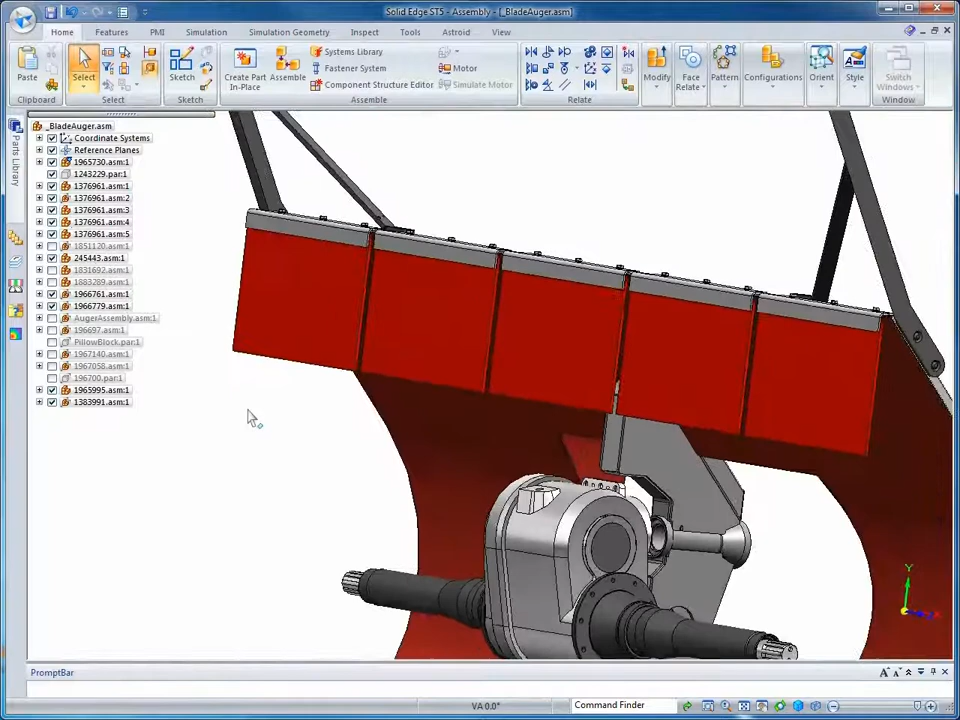 Solid Edge ST5 - Assembly - [_BladeAuger.asm]
Home Features PMI Simulation Simulation Geometry Inspect Tools Astroid View
Paste
Clipboard
Select
Select
Sketch
Sketch
Create Part In-Place
Assemble
Systems Library
Fastener System
Component Structure Editor
Motor
Simulate Motor
Assemble
Relate
Modify
Face Relate
Pattern
Configurations
Orient
Style
Switch Windows
Window
Parts Library
_BladeAuger.asm
Coordinate Systems
Reference Planes
1965730.asm:1
1243229.par:1
1376961.asm:1
1376961.asm:2
1376961.asm:3
1376961.asm:4
1376961.asm:5
1851120.asm:1
245443.asm:1
1831692.asm:1
1883289.asm:1
1966761.asm:1
1966779.asm:1
AugerAssembly.asm:1
196697.asm:1
PillowBlock.par:1
1967140.asm:1
1967058.asm:1
196700.par:1
1965995.asm:1
1383991.asm:1
Y
PromptBar
VA 0.0°
Command Finder